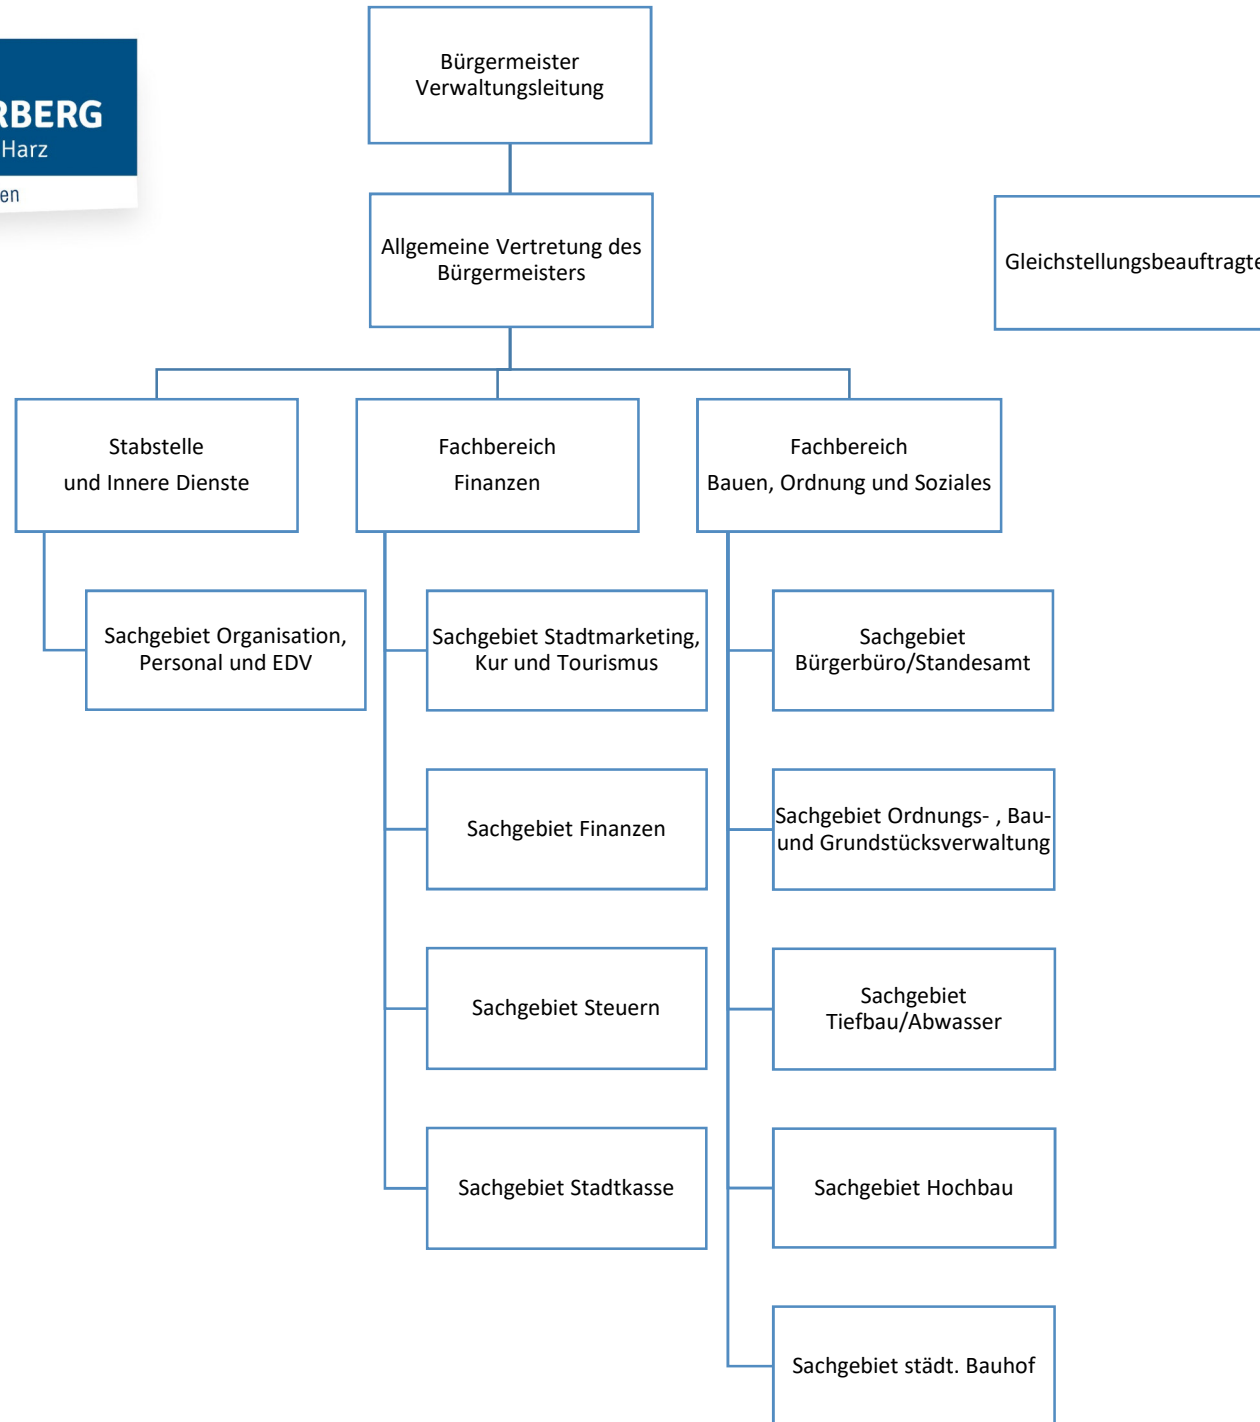 RBERG
Harz
en
Bürgermeister
Verwaltungsleitung
Allgemeine Vertretung des
Bürgermeisters
Gleichstellungsbeauftragte
Stabstelle
und Innere Dienste
Fachbereich
Finanzen
Fachbereich
Bauen, Ordnung und Soziales
Sachgebiet Organisation,
Personal und EDV
Sachgebiet Stadtmarketing,
Kur und Tourismus
Sachgebiet
Bürgerbüro/Standesamt
Sachgebiet Finanzen
Sachgebiet Ordnungs- , Bau-
und Grundstücksverwaltung
Sachgebiet Steuern
Sachgebiet
Tiefbau/Abwasser
Sachgebiet Stadtkasse
Sachgebiet Hochbau
Sachgebiet städt. Bauhof